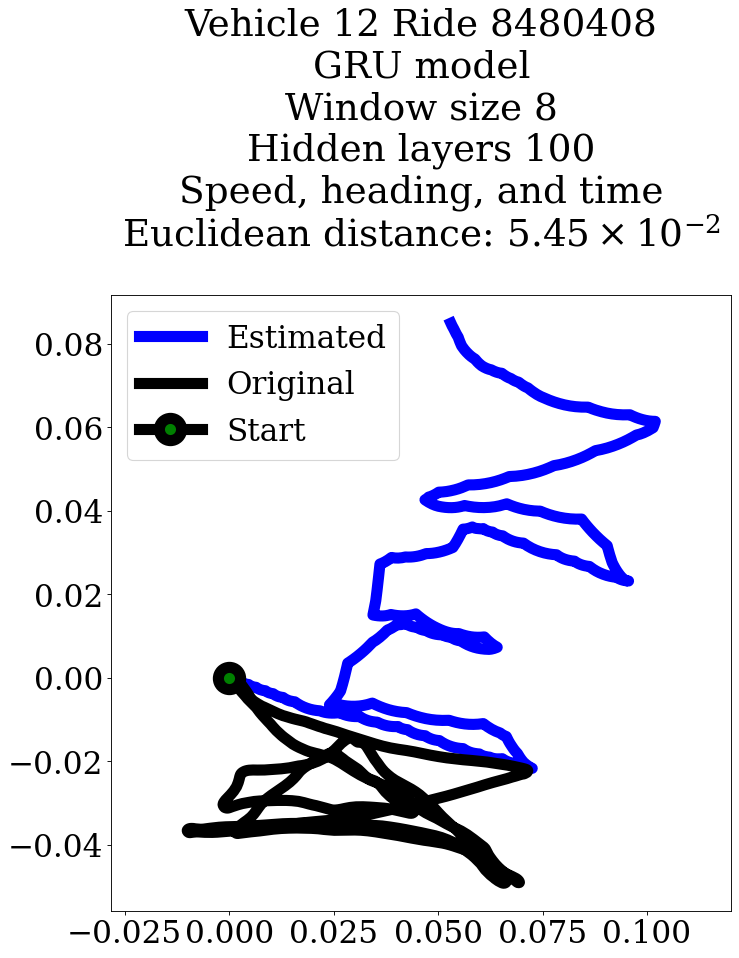 Vehicle 12 Ride 8480408
GRU model
Window size 8
Hidden layers 100
Speed, heading, and time
Euclidean distance: 5.45 × 10⁻²
Estimated
Original
Start
0.08
0.06
0.04
0.02
0.00
−0.02
−0.04
−0.025 0.000 0.025 0.050 0.075 0.100